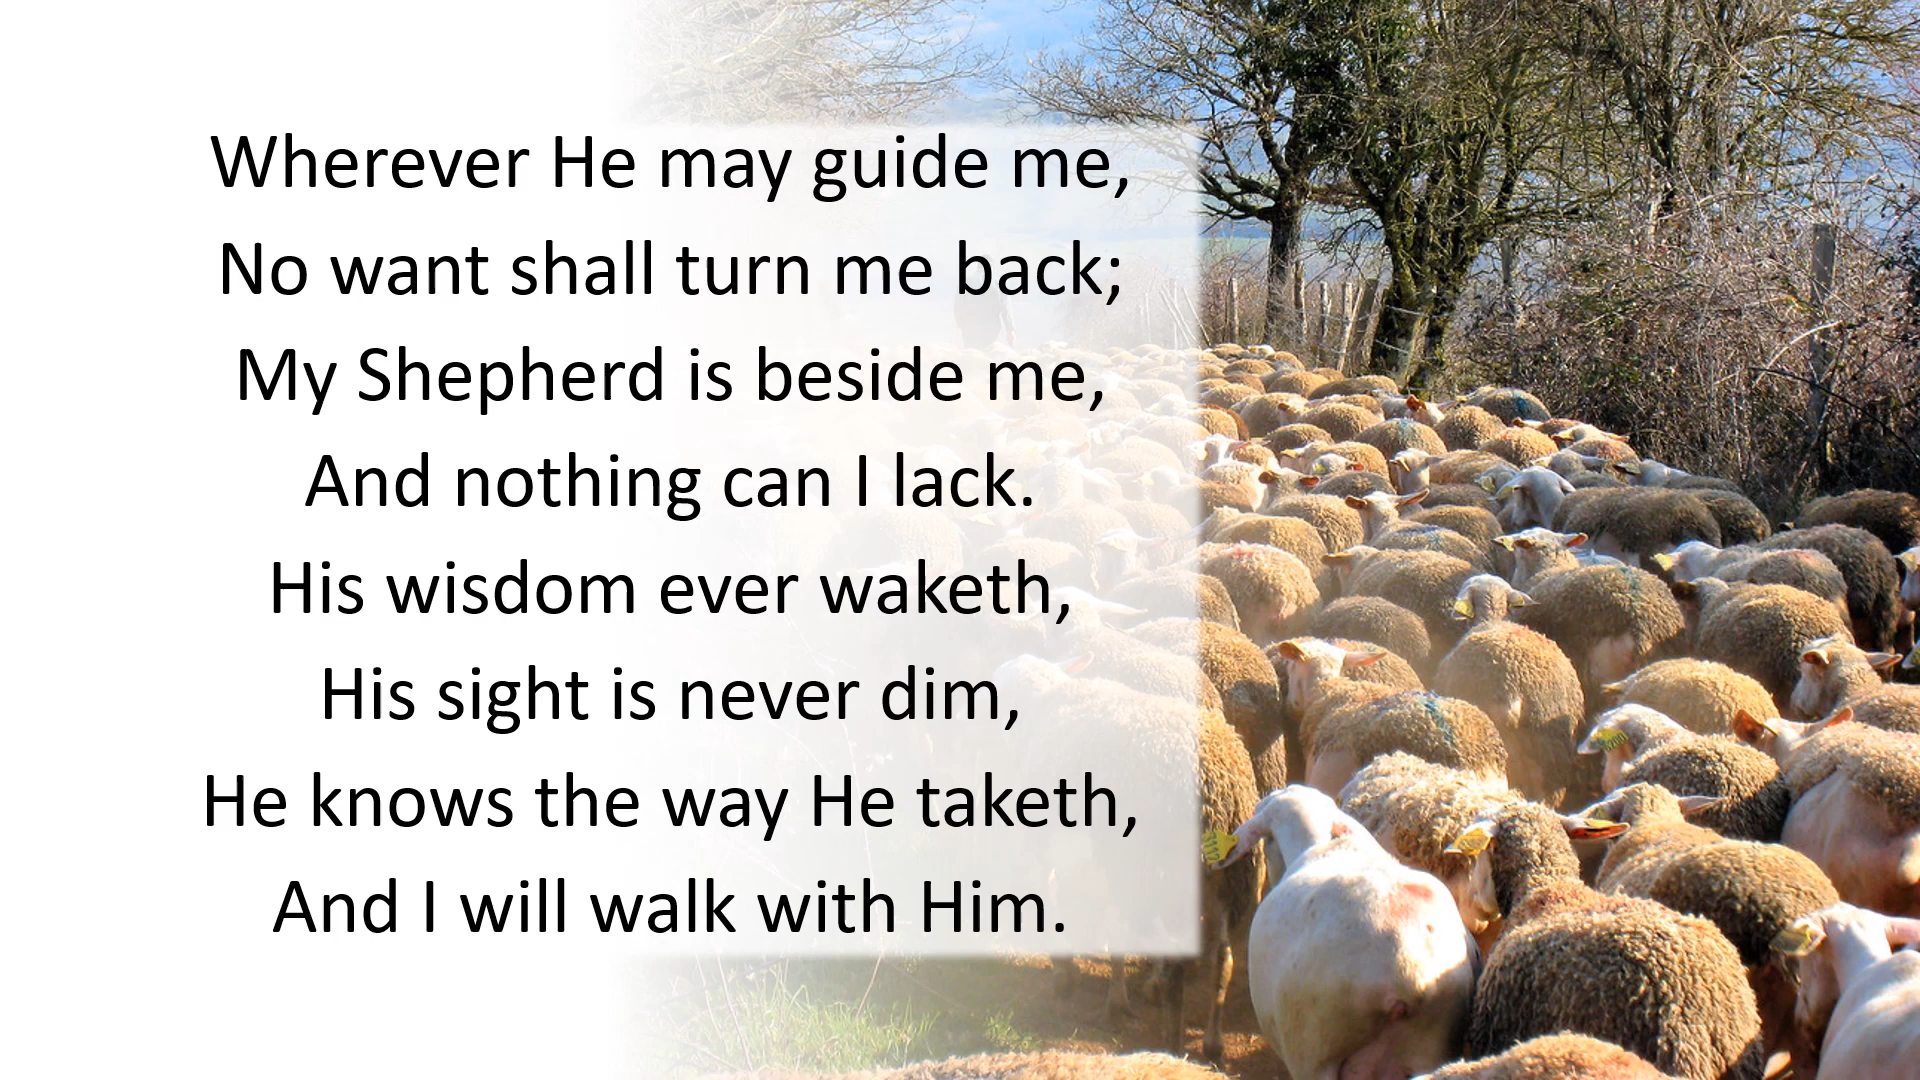 Wherever He may guide me,
No want shall turn me back;
My Shepherd is beside me,
And nothing can I lack.
His wisdom ever waketh,
His sight is never dim,
He knows the way He taketh,
And I will walk with Him.